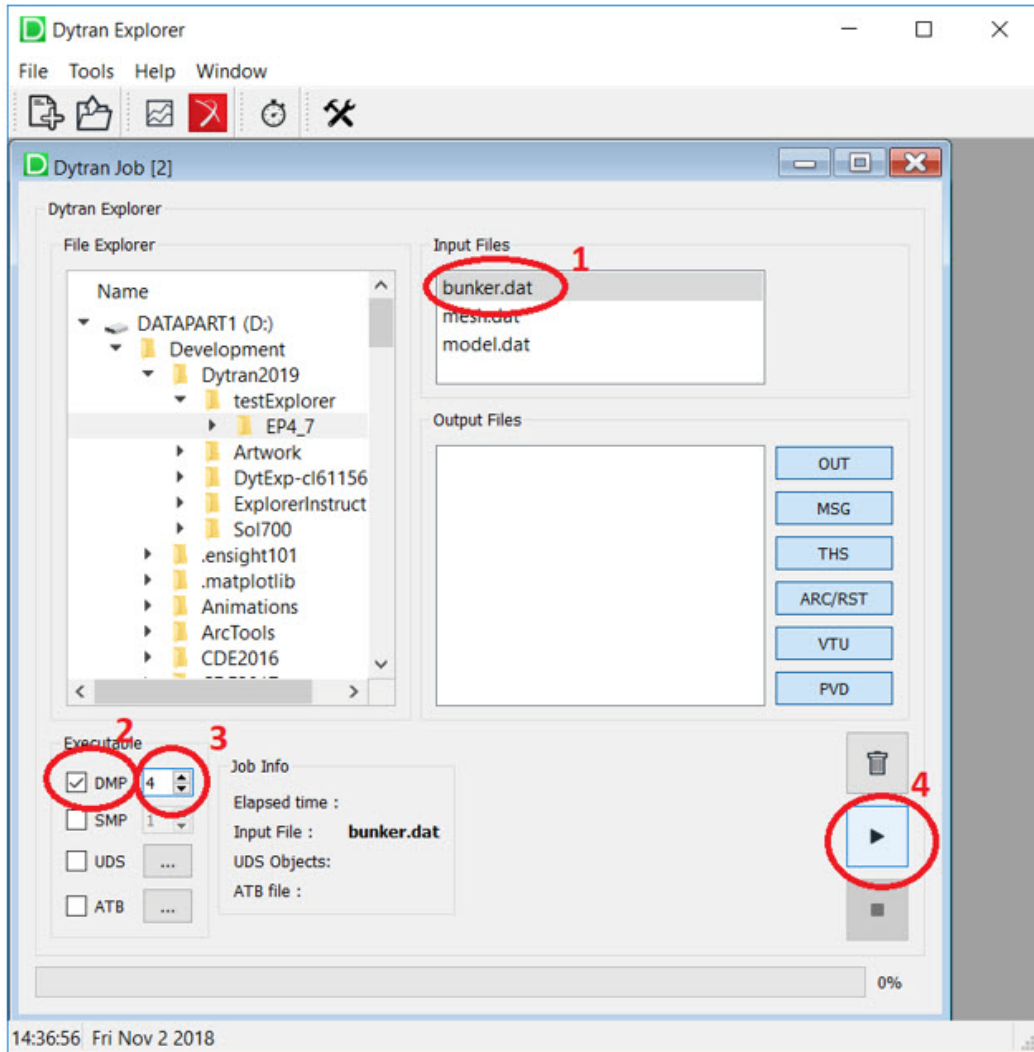 Dytran Explorer
File Tools Help Window
Dytran Job [2]
Dytran Explorer
File Explorer
Name
DATAPART1 (D:)
Development
Dytran2019
testExplorer
EP4_7
Artwork
DytExp-cl61156
ExplorerInstruct
Sol700
.ensight101
.matplotlib
Animations
ArcTools
CDE2016
Input Files
1
bunker.dat
mesh.dat
model.dat
Output Files
OUT
MSG
THS
ARC/RST
VTU
PVD
Executable
2
3
DMP 4
SMP 1
UDS ...
ATB ...
Job Info
Elapsed time :
Input File : bunker.dat
UDS Objects:
ATB file :
4
0%
14:36:56 Fri Nov 2 2018